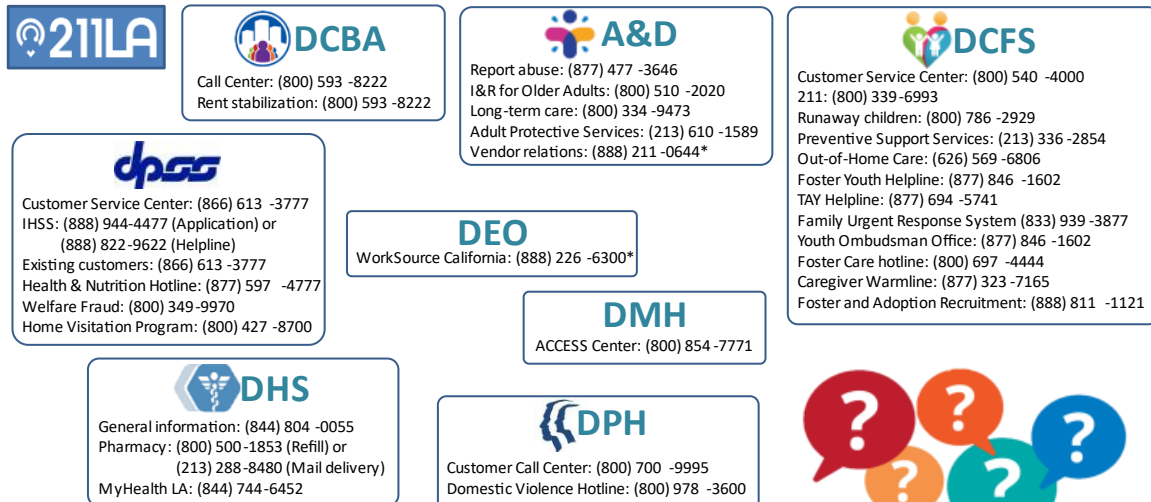 211LA
DCBA
Call Center: (800) 593 -8222
Rent stabilization: (800) 593 -8222
A&D
Report abuse: (877) 477 -3646
I&R for Older Adults: (800) 510 -2020
Long-term care: (800) 334 -9473
Adult Protective Services: (213) 610 -1589
Vendor relations: (888) 211 -0644*
DCFS
Customer Service Center: (800) 540 -4000
211: (800) 339-6993
Runaway children: (800) 786 -2929
Preventive Support Services: (213) 336 -2854
Out-of-Home Care: (626) 569 -6806
Foster Youth Helpline: (877) 846 -1602
TAY Helpline: (877) 694 -5741
Family Urgent Response System (833) 939 -3877
Youth Ombudsman Office: (877) 846 -1602
Foster Care hotline: (800) 697 -4444
Caregiver Warmline: (877) 323 -7165
Foster and Adoption Recruitment: (888) 811 -1121
dpss
Customer Service Center: (866) 613 -3777
IHSS: (888) 944-4477 (Application) or
(888) 822-9622 (Helpline)
Existing customers: (866) 613 -3777
Health & Nutrition Hotline: (877) 597 -4777
Welfare Fraud: (800) 349-9970
Home Visitation Program: (800) 427 -8700
DEO
WorkSource California: (888) 226 -6300*
DMH
ACCESS Center: (800) 854 -7771
DHS
General information: (844) 804 -0055
Pharmacy: (800) 500 -1853 (Refill) or
(213) 288-8480 (Mail delivery)
MyHealth LA: (844) 744-6452
DPH
Customer Call Center: (800) 700 -9995
Domestic Violence Hotline: (800) 978 -3600
? ? ? ? ?